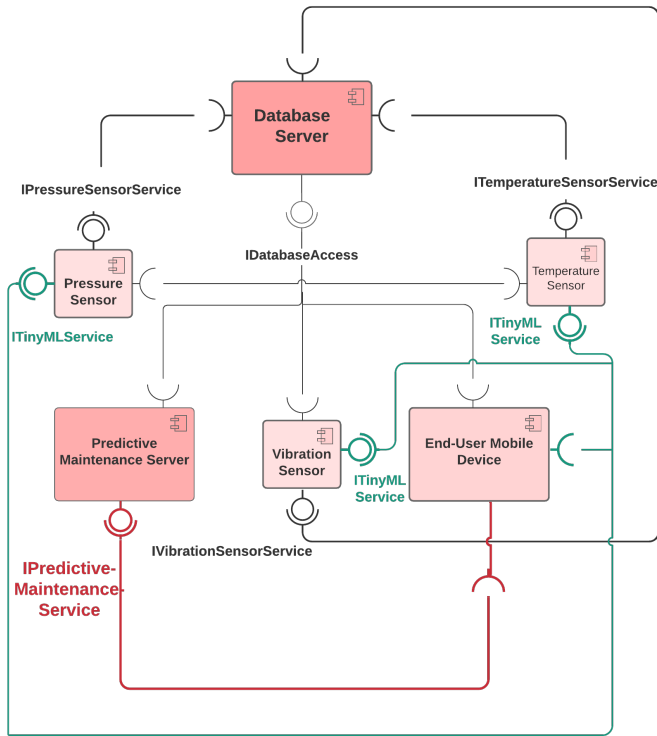 Database
Server
IPressureSensorService
ITemperatureSensorService
IDatabaseAccess
Pressure
Sensor
Temperature
Sensor
ITinyMLService
ITinyML
Service
Predictive
Maintenance Server
Vibration
Sensor
End-User Mobile
Device
ITinyML
Service
IVibrationSensorService
IPredictive-
Maintenance-
Service